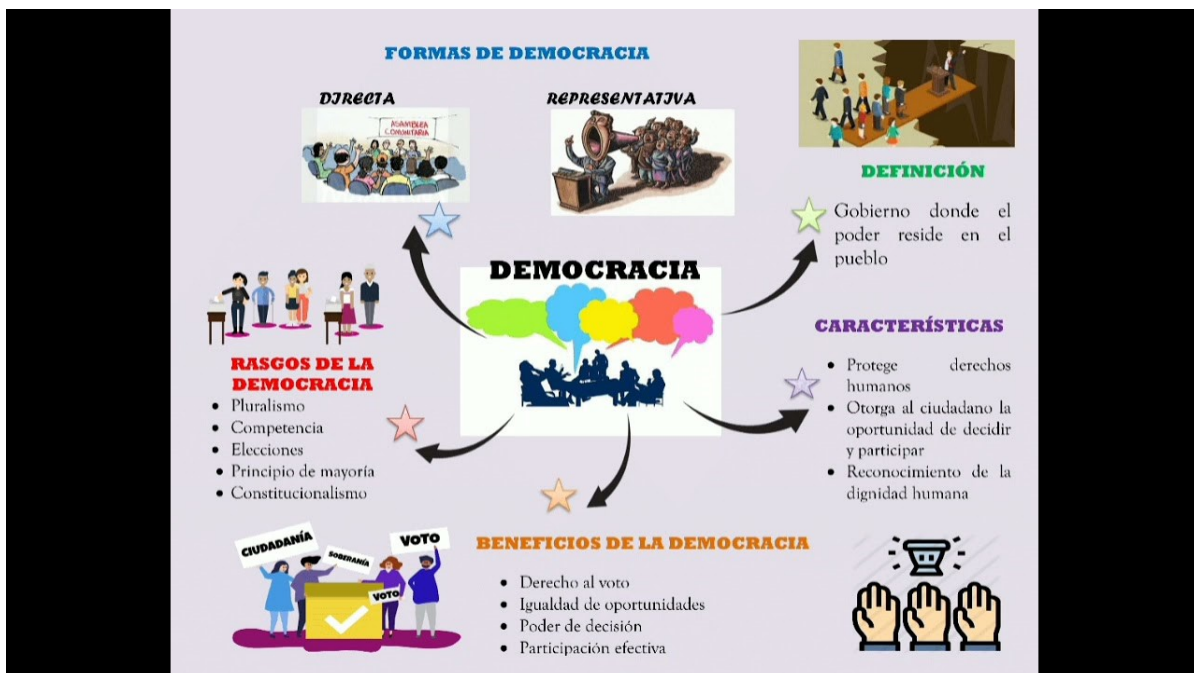 FORMAS DE DEMOCRACIA
DIRECTA
REPRESENTATIVA
ASAMBLEA
COMUNITARIA
DEFINICIÓN
Gobierno donde el
poder reside en el
pueblo
DEMOCRACIA
CARACTERÍSTICAS
• Protege derechos
humanos
• Otorga al ciudadano la
oportunidad de decidir
y participar
• Reconocimiento de la
dignidad humana
RASGOS DE LA
DEMOCRACIA
• Pluralismo
• Competencia
• Elecciones
• Principio de mayoría
• Constitucionalismo
CIUDADANÍA
SOBERANÍA
VOTO
VOTO
BENEFICIOS DE LA DEMOCRACIA
• Derecho al voto
• Igualdad de oportunidades
• Poder de decisión
• Participación efectiva